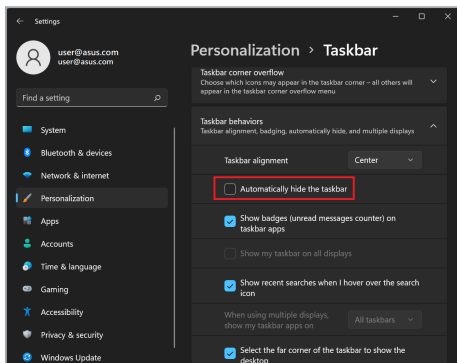 Settings
user@asus.com
user@asus.com
Find a setting
System
Bluetooth & devices
Network & internet
Personalization
Apps
Accounts
Time & language
Gaming
Accessibility
Privacy & security
Windows Update
Personalization > Taskbar
Taskbar corner overflow
Choose which icons may appear in the taskbar corner – all others will
appear in the taskbar corner overflow menu
Taskbar behaviors
Taskbar alignment, badging, automatically hide, and multiple displays
Taskbar alignment
Center
Automatically hide the taskbar
Show badges (unread messages counter) on
taskbar apps
Show my taskbar on all displays
Show recent searches when I hover over the search
icon
When using multiple displays,
show my taskbar apps on
All taskbars
Select the far corner of the taskbar to show the
desktop